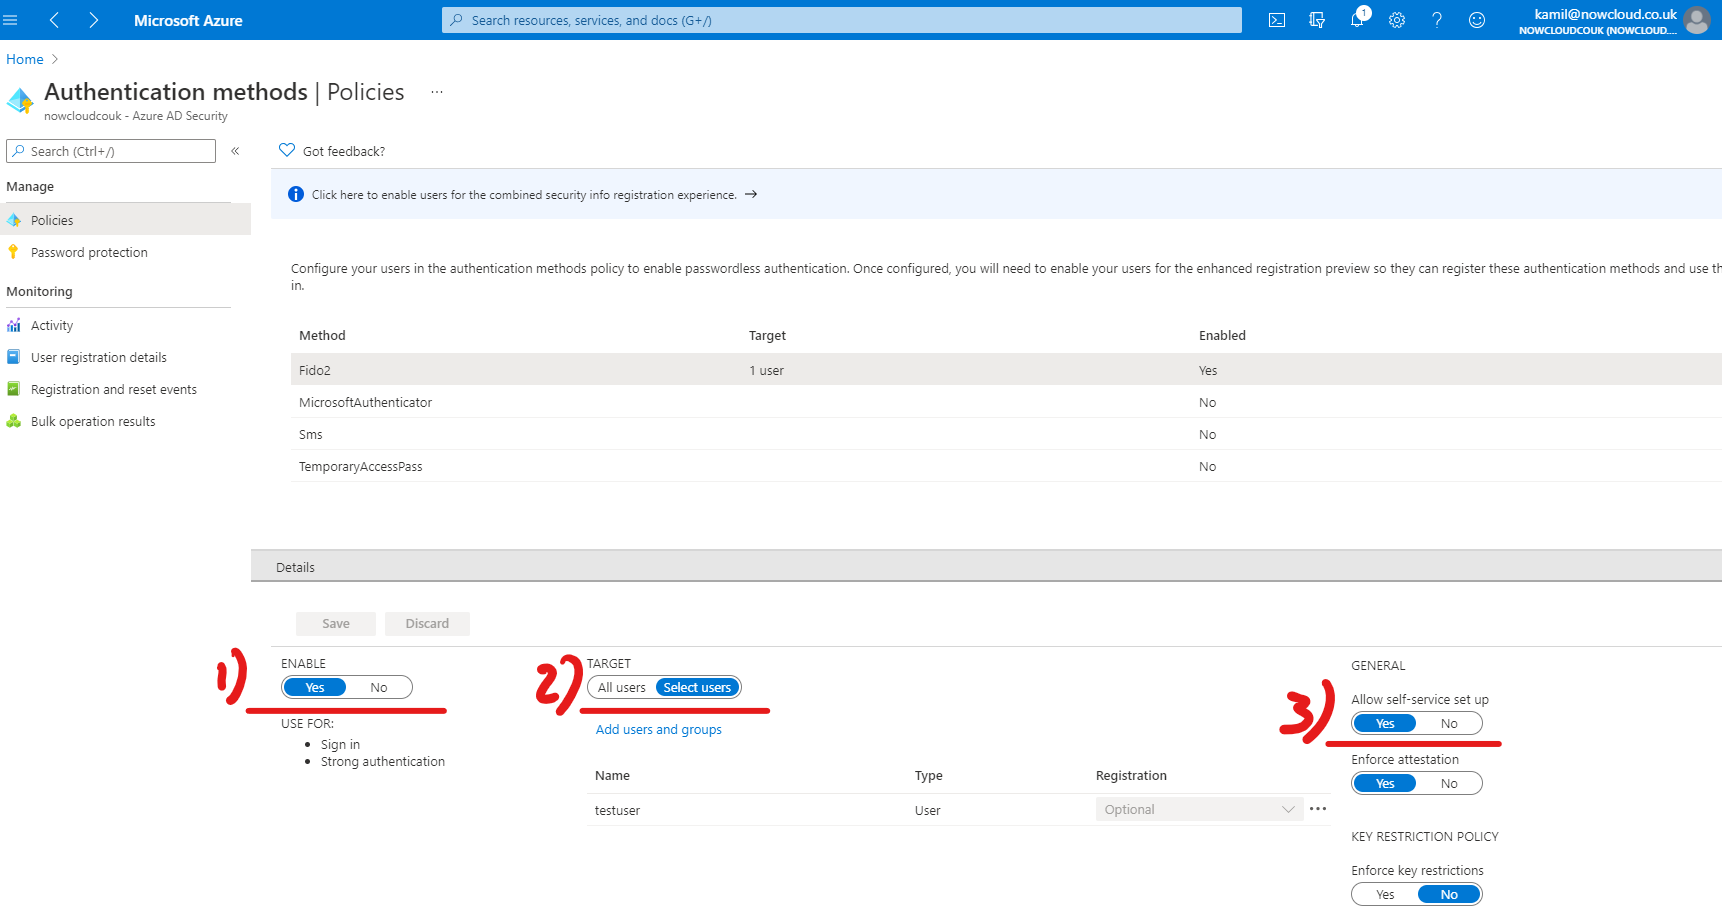 Microsoft Azure
Search resources, services, and docs (G+/)
1
kamil@nowcloud.co.uk
NOWCLOUDCOUK (NOWCLOUD....
Home
Authentication methods | Policies
...
nowcloudcouk - Azure AD Security
Search (Ctrl+/)
«
Got feedback?
Manage
Click here to enable users for the combined security info registration experience. →
Policies
Password protection
Configure your users in the authentication methods policy to enable passwordless authentication. Once configured, you will need to enable your users for the enhanced registration preview so they can register these authentication methods and use th
in.
Monitoring
Activity
User registration details
Registration and reset events
Bulk operation results
Method Target Enabled
Fido2 1 user Yes
MicrosoftAuthenticator No
Sms No
TemporaryAccessPass No
Details
Save Discard
1)
ENABLE
Yes No
USE FOR:
• Sign in
• Strong authentication
2)
TARGET
All users Select users
Add users and groups
Name Type Registration
testuser User Optional ...
3)
GENERAL
Allow self-service set up
Yes No
Enforce attestation
Yes No
KEY RESTRICTION POLICY
Enforce key restrictions
Yes No